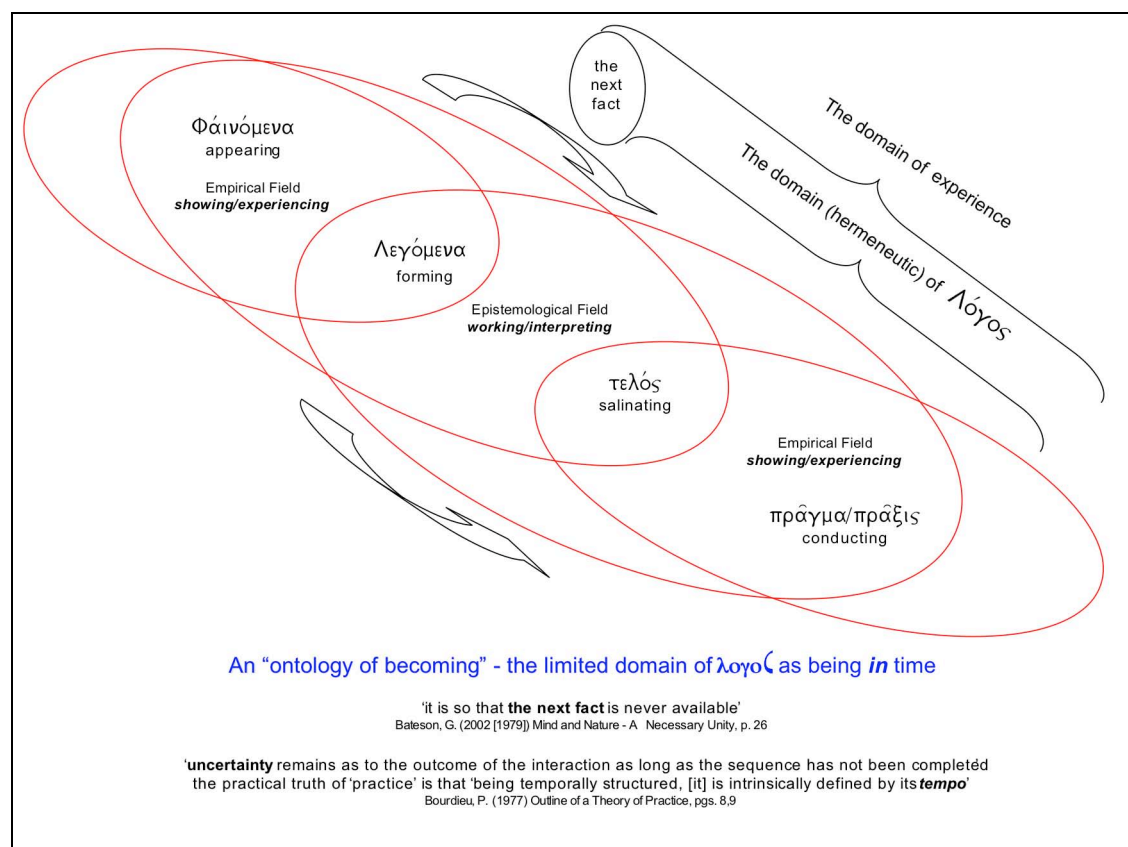 the
next
fact
The domain of experience
The domain (hermeneutic) of Λόγος
Φάινόμενα
appearing
Empirical Field
showing/experiencing
Λεγόμενα
forming
Epistemological Field
working/interpreting
τελός
salinating
Empirical Field
showing/experiencing
πρᾶγμα/πρᾶξις
conducting
An “ontology of becoming” - the limited domain of λογος as being in time
‘it is so that the next fact is never available’
Bateson, G. (2002 [1979]) Mind and Nature - A Necessary Unity, p. 26
‘uncertainty remains as to the outcome of the interaction as long as the sequence has not been completed’
the practical truth of ‘practice’ is that ‘being temporally structured, [it] is intrinsically defined by its tempo’
Bourdieu, P. (1977) Outline of a Theory of Practice, pgs. 8,9